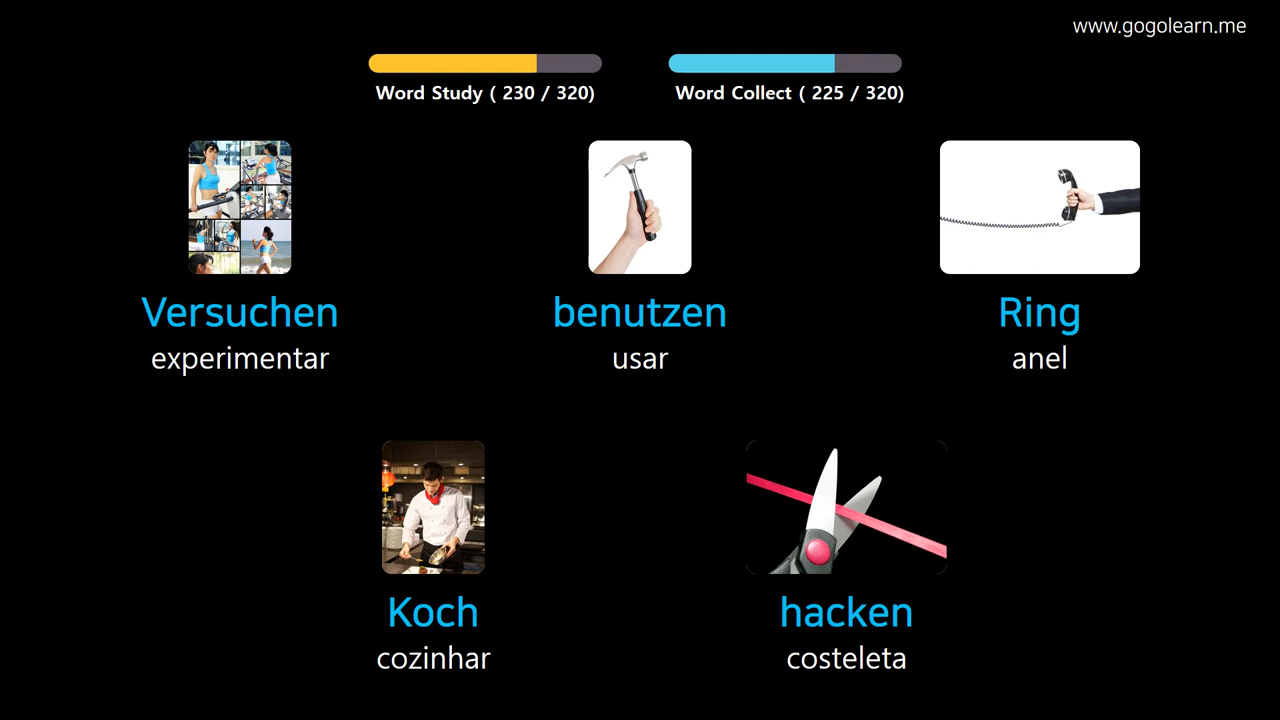 www.gogolearn.me
Word Study ( 230 / 320)
Word Collect ( 225 / 320)
Versuchen
experimentar
benutzen
usar
Ring
anel
Koch
cozinhar
hacken
costeleta